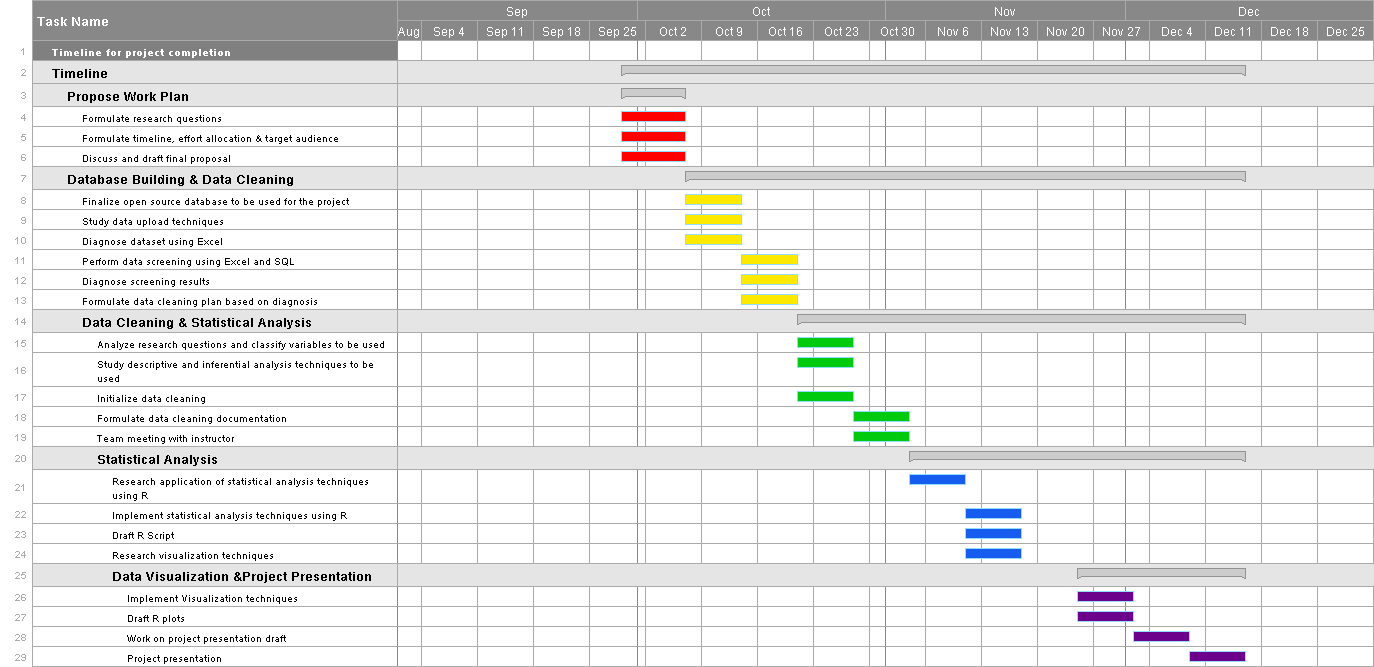 Task Name
Sep Oct Nov Dec
Aug Sep 4 Sep 11 Sep 18 Sep 25 Oct 2 Oct 9 Oct 16 Oct 23 Oct 30 Nov 6 Nov 13 Nov 20 Nov 27 Dec 4 Dec 11 Dec 18 Dec 25
1 Timeline for project completion
2 Timeline
3 Propose Work Plan
4 Formulate research questions
5 Formulate timeline, effort allocation & target audience
6 Discuss and draft final proposal
7 Database Building & Data Cleaning
8 Finalize open source database to be used for the project
9 Study data upload techniques
10 Diagnose dataset using Excel
11 Perform data screening using Excel and SQL
12 Diagnose screening results
13 Formulate data cleaning plan based on diagnosis
14 Data Cleaning & Statistical Analysis
15 Analyze research questions and classify variables to be used
16 Study descriptive and inferential analysis techniques to be
used
17 Initialize data cleaning
18 Formulate data cleaning documentation
19 Team meeting with instructor
20 Statistical Analysis
21 Research application of statistical analysis techniques
using R
22 Implement statistical analysis techniques using R
23 Draft R Script
24 Research visualization techniques
25 Data Visualization &Project Presentation
26 Implement Visualization techniques
27 Draft R plots
28 Work on project presentation draft
29 Project presentation